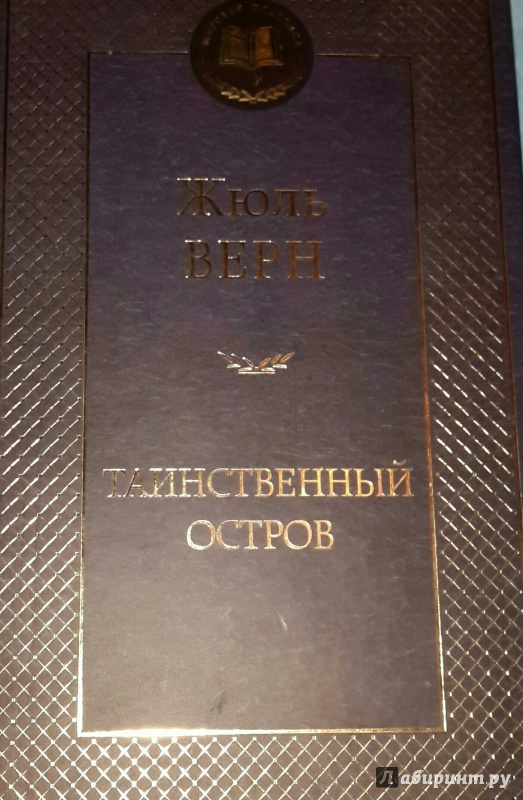 Жюль
ВЕРН
ТАИНСТВЕННЫЙ
ОСТРОВ
Лабиринт.ру